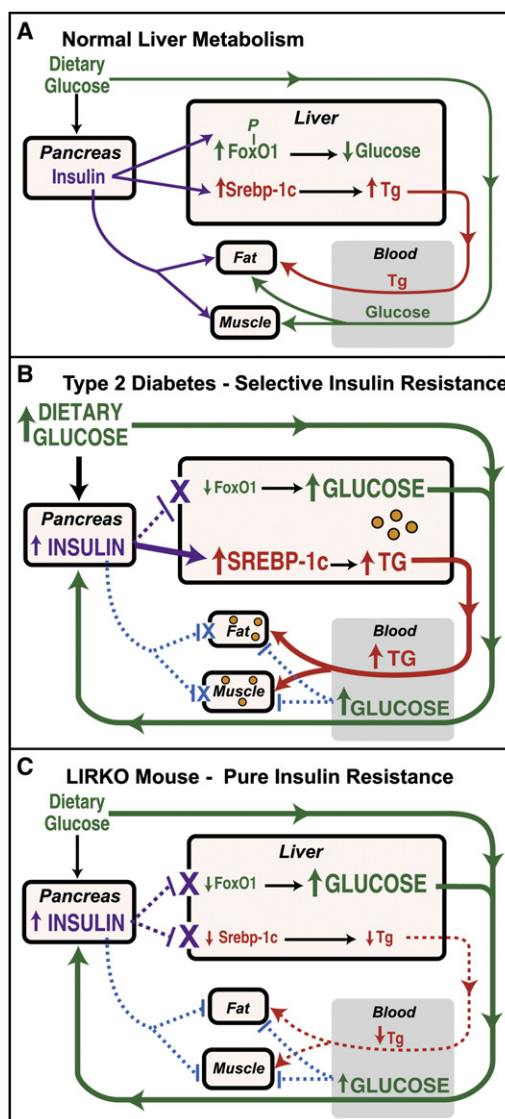 A
Normal Liver Metabolism
Dietary
Glucose
Pancreas
Insulin
Liver
P
↑FoxO1
↓Glucose
↑Srebp-1c
↑Tg
Fat
Muscle
Blood
Tg
Glucose
B
Type 2 Diabetes - Selective Insulin Resistance
↑DIETARY
GLUCOSE
Pancreas
↑INSULIN
X
↓FoxO1
↑GLUCOSE
↑SREBP-1c
↑TG
X
Fat
X
Muscle
Blood
↑TG
↑GLUCOSE
C
LIRKO Mouse - Pure Insulin Resistance
Dietary
Glucose
Pancreas
↑INSULIN
Liver
X
↓FoxO1
↑GLUCOSE
X
↓Srebp-1c
↓Tg
Fat
Muscle
Blood
↓Tg
↑GLUCOSE